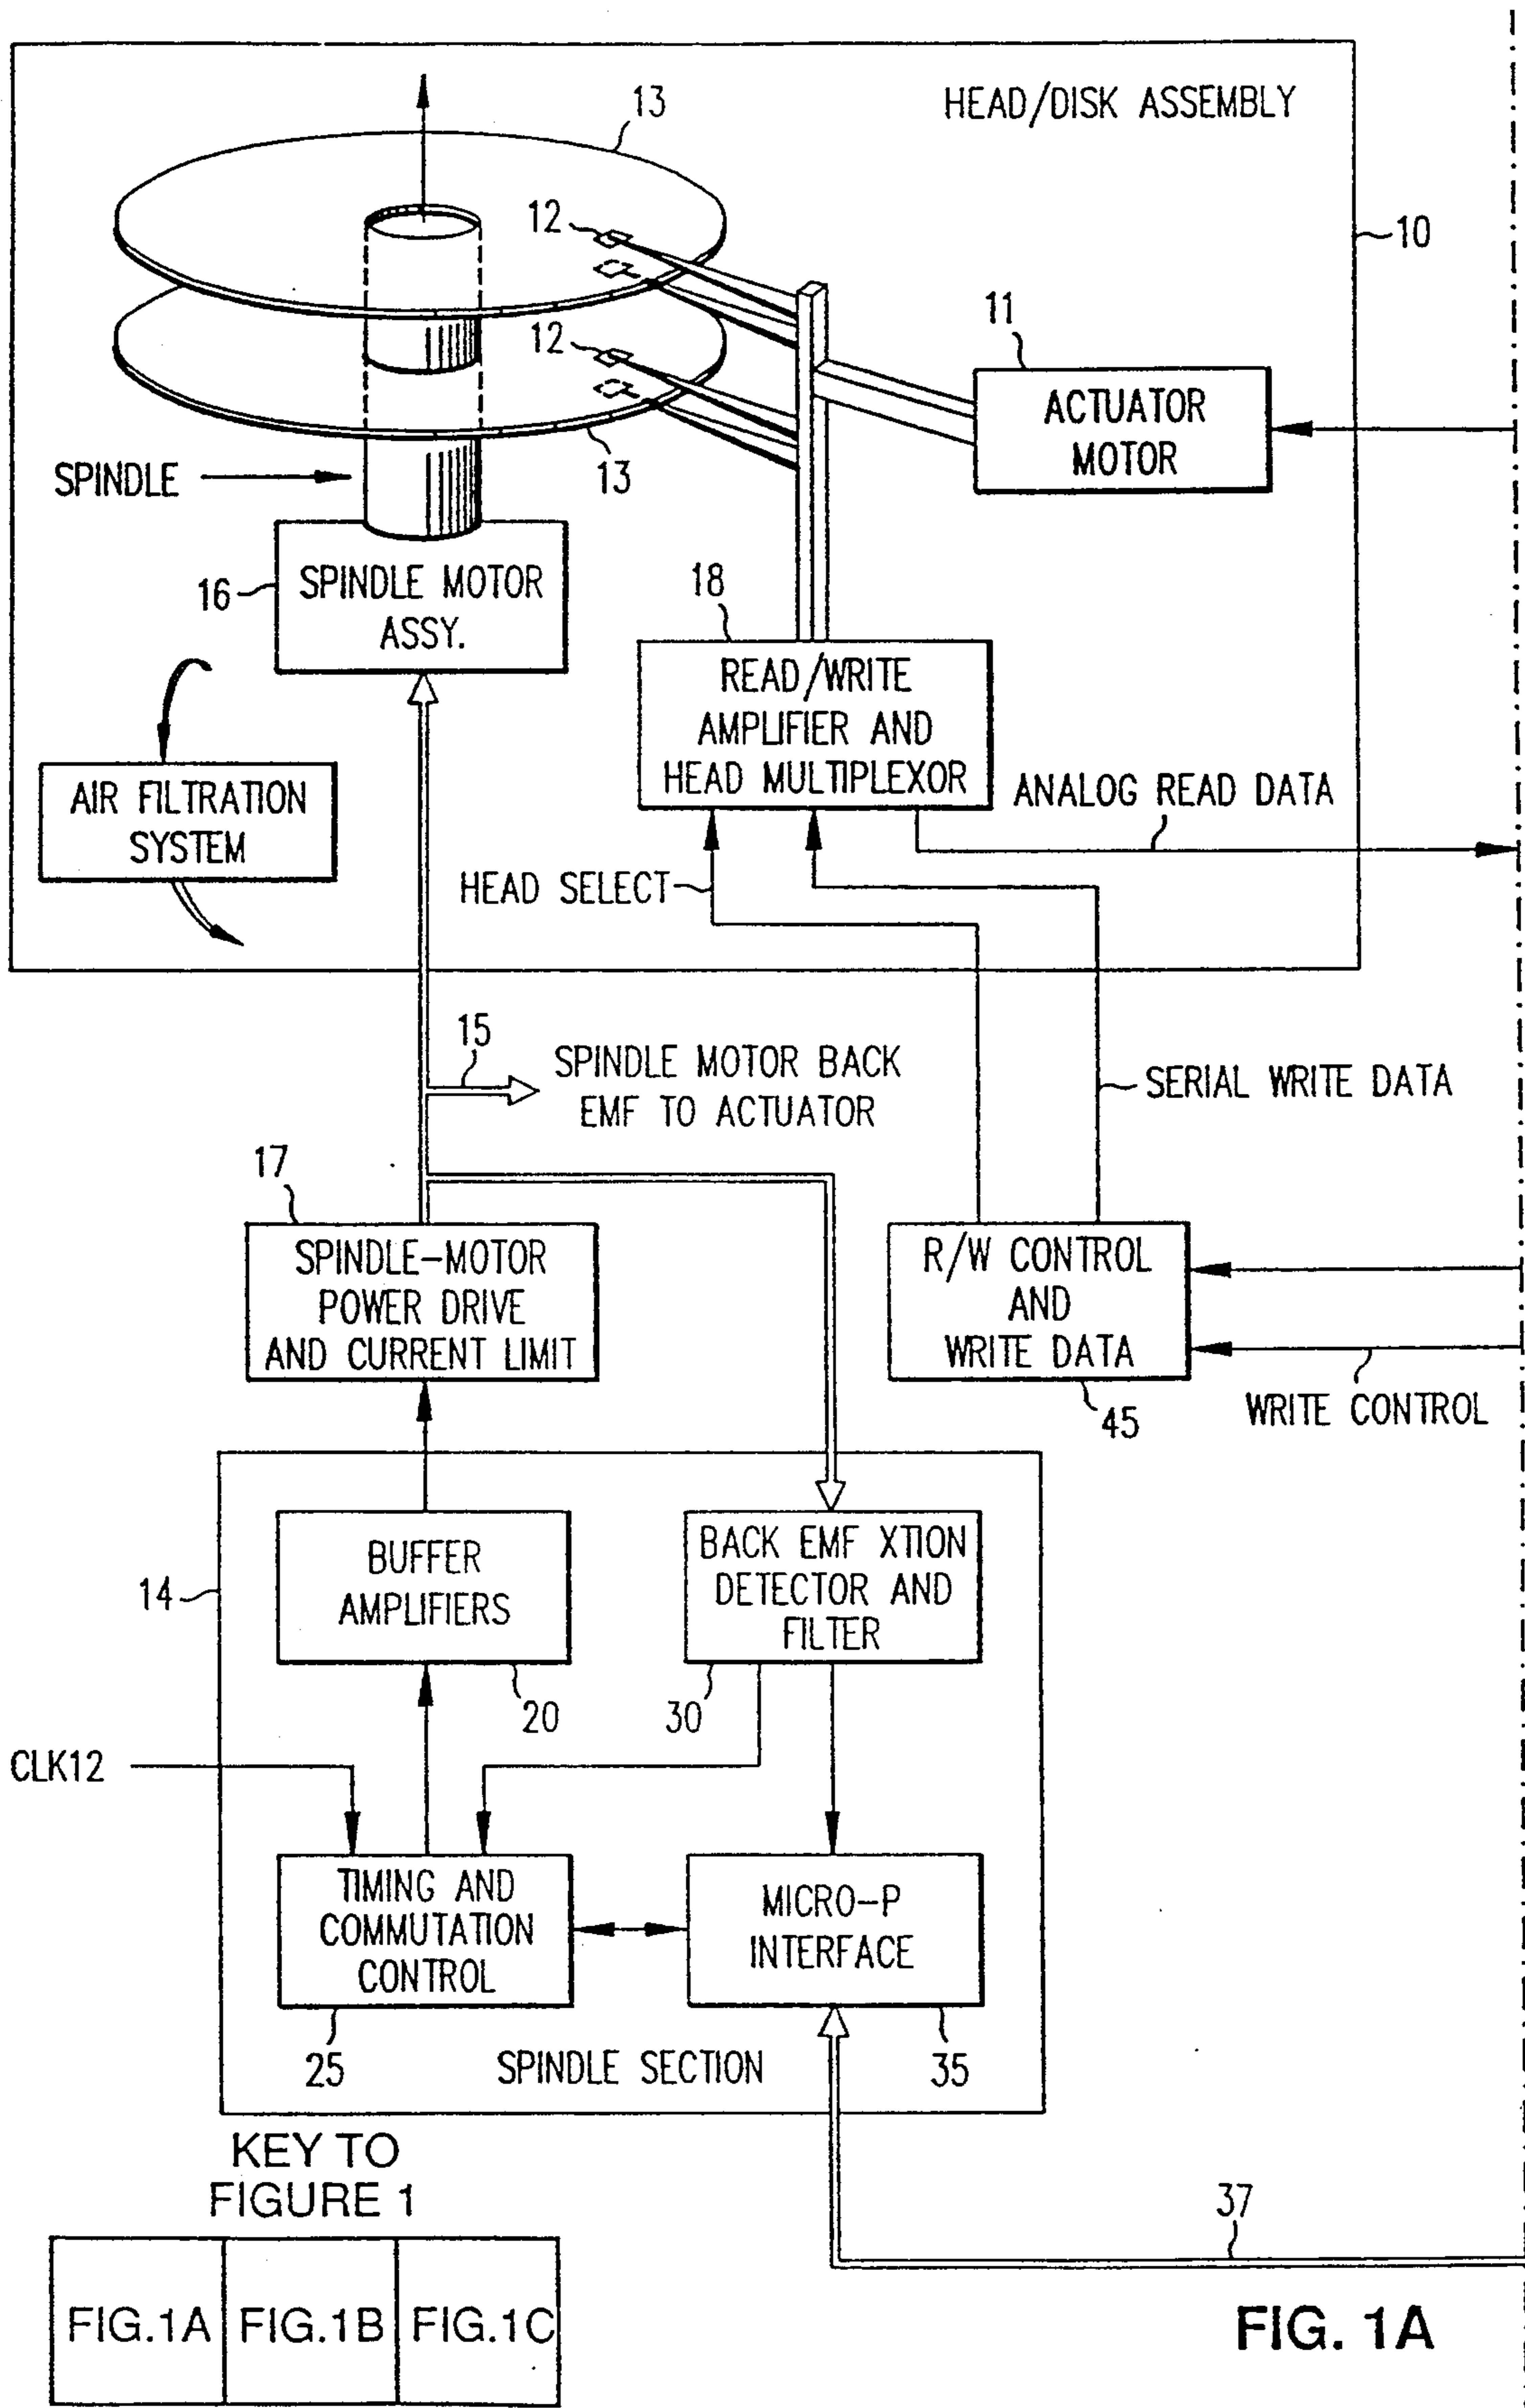 HEAD/DISK ASSEMBLY
13
12
10
11
12
ACTUATOR
MOTOR
13
SPINDLE
16
SPINDLE MOTOR
ASSY.
18
READ/WRITE
AMPLIFIER AND
HEAD MULTIPLEXOR
AIR FILTRATION
SYSTEM
ANALOG READ DATA
HEAD SELECT
15
SPINDLE MOTOR BACK
EMF TO ACTUATOR
SERIAL WRITE DATA
17
SPINDLE-MOTOR
POWER DRIVE
AND CURRENT LIMIT
R/W CONTROL
AND
WRITE DATA
45
WRITE CONTROL
14
BUFFER
AMPLIFIERS
20
BACK EMF XTION
DETECTOR AND
FILTER
30
CLK12
TIMING AND
COMMUTATION
CONTROL
25
MICRO-P
INTERFACE
35
SPINDLE SECTION
37
KEY TO
FIGURE 1
FIG.1A FIG.1B FIG.1C
FIG. 1A